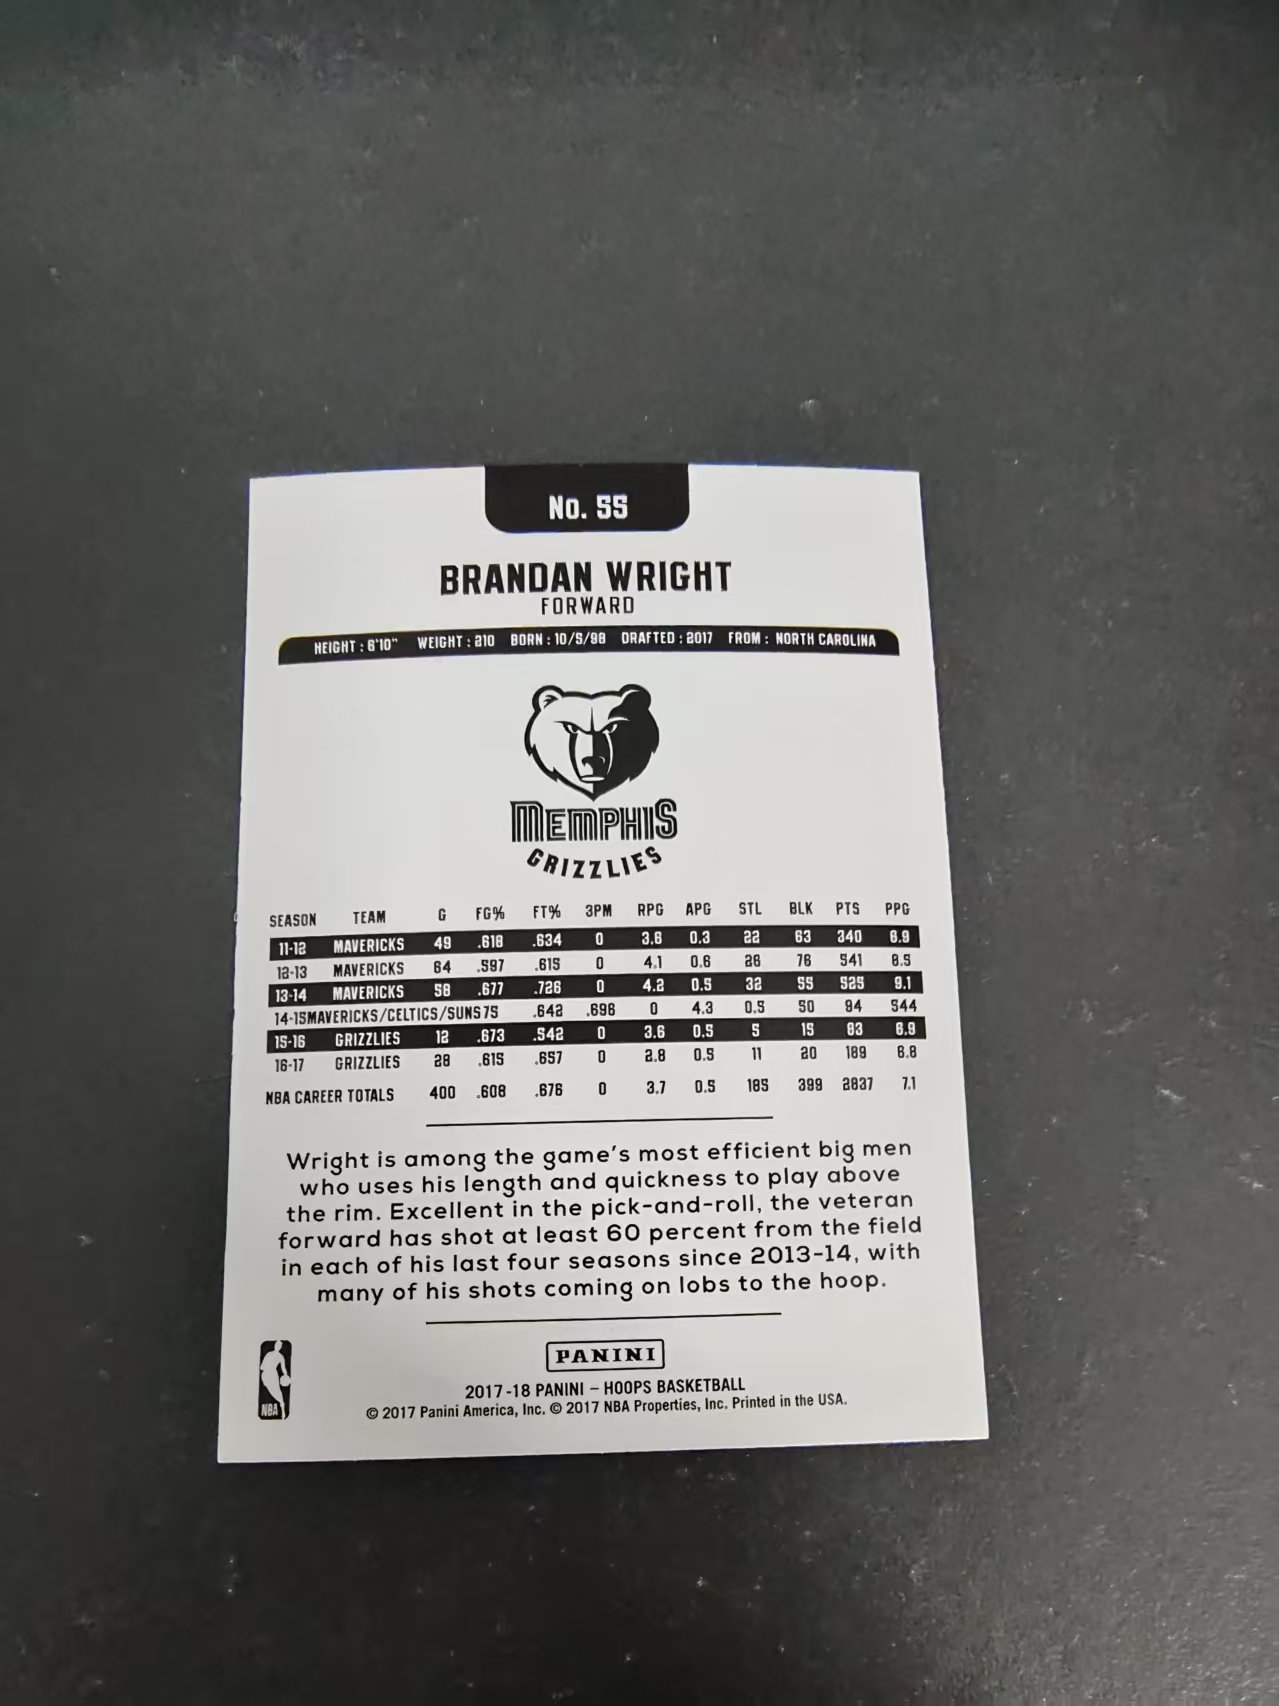 No. 55
BRANDAN WRIGHT
FORWARD
HEIGHT : 6'10" WEIGHT : 210 BORN : 10/5/98 DRAFTED : 2017 FROM : NORTH CAROLINA
MEMPHIS
GRIZZLIES
SEASON TEAM G FG% FT% 3PM RPG APG STL BLK PTS PPG
11-12 MAVERICKS 49 .618 .634 0 3.6 0.3 22 63 340 6.9
12-13 MAVERICKS 64 .597 .615 0 4.1 0.6 26 76 541 8.5
13-14 MAVERICKS 58 .677 .726 0 4.2 0.5 32 55 525 9.1
14-15MAVERICKS/CELTICS/SUNS75 .642 .698 0 4.3 0.5 50 94 544
15-16 GRIZZLIES 12 .673 .542 0 3.6 0.5 5 15 83 6.9
16-17 GRIZZLIES 28 .615 .657 0 2.8 0.5 11 20 189 6.8
NBA CAREER TOTALS 400 .608 .676 0 3.7 0.5 185 399 2837 7.1
Wright is among the game's most efficient big men
who uses his length and quickness to play above
the rim. Excellent in the pick-and-roll, the veteran
forward has shot at least 60 percent from the field
in each of his last four seasons since 2013-14, with
many of his shots coming on lobs to the hoop.
PANINI
NBA
2017-18 PANINI – HOOPS BASKETBALL
© 2017 Panini America, Inc. © 2017 NBA Properties, Inc. Printed in the USA.